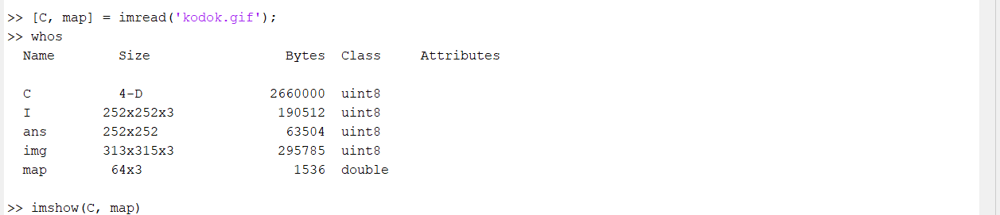 >> [C, map] = imread('kodok.gif');
>> whos
Name Size Bytes Class Attributes
C 4-D 2660000 uint8
I 252x252x3 190512 uint8
ans 252x252 63504 uint8
img 313x315x3 295785 uint8
map 64x3 1536 double
>> imshow(C, map)